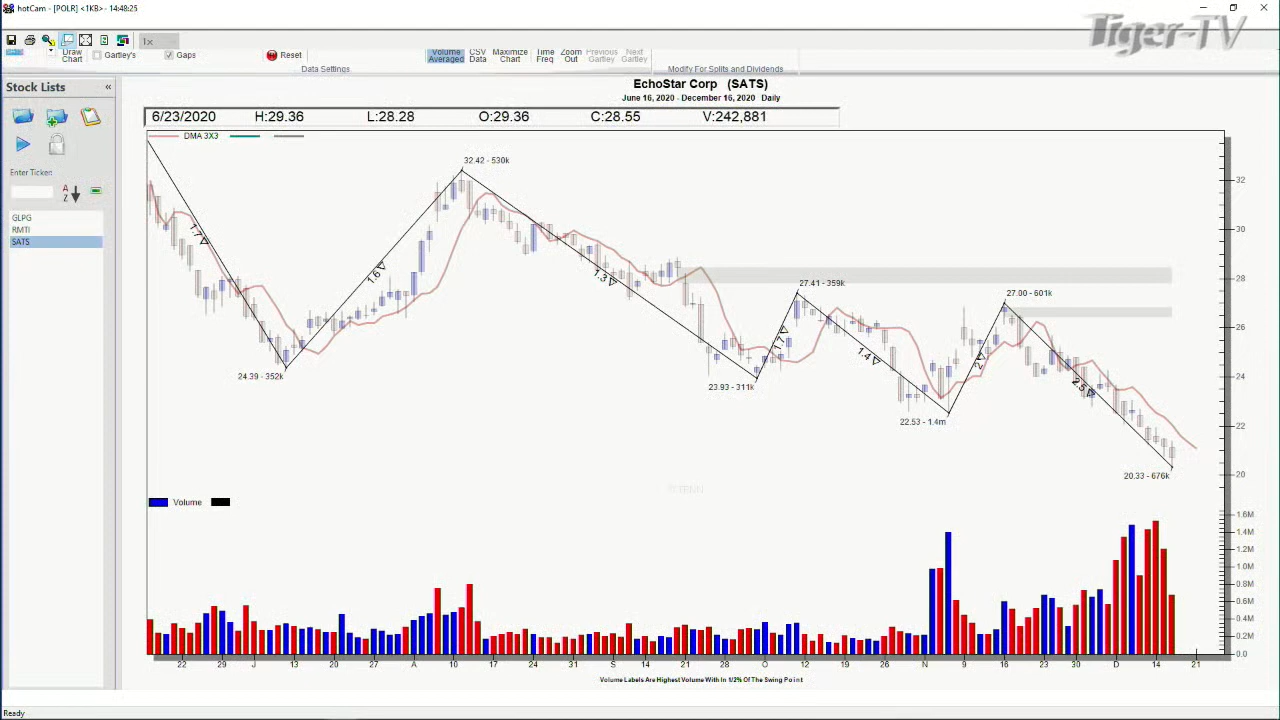 hotCam - [POLR] <1KB> - 14:48:25
Tiger-TV
1x
Draw Chart
Gartley's
Gaps
Reset
Data Settings
Volume Averaged
CSV Data
Maximize Chart
Time Freq
Zoom Out
Previous Gartley
Next Gartley
Modify For Splits and Dividends
Stock Lists «
Enter Ticker:
A Z
GLPG
RMTI
SATS
EchoStar Corp (SATS)
June 16, 2020 - December 16, 2020 Daily
6/23/2020 H:29.36 L:28.28 O:29.36 C:28.55 V:242,881
DMA 3X3
32.42 - 530k
27.41 - 359k
27.00 - 601k
24.39 - 352k
23.93 - 311k
22.53 - 1.4m
20.33 - 676k
1.7
1.6
1.3
1.7
1.4
2
2.5
32
30
28
26
24
22
20
© TENN
Volume
1.6M
1.4M
1.2M
1.0M
0.8M
0.6M
0.4M
0.2M
0.0
22 29 J 13 20 27 A 10 17 24 31 S 14 21 28 O 12 19 26 N 9 16 23 30 D 14 21
Volume Labels Are Highest Volume With In 1/2% Of The Swing Point
Ready